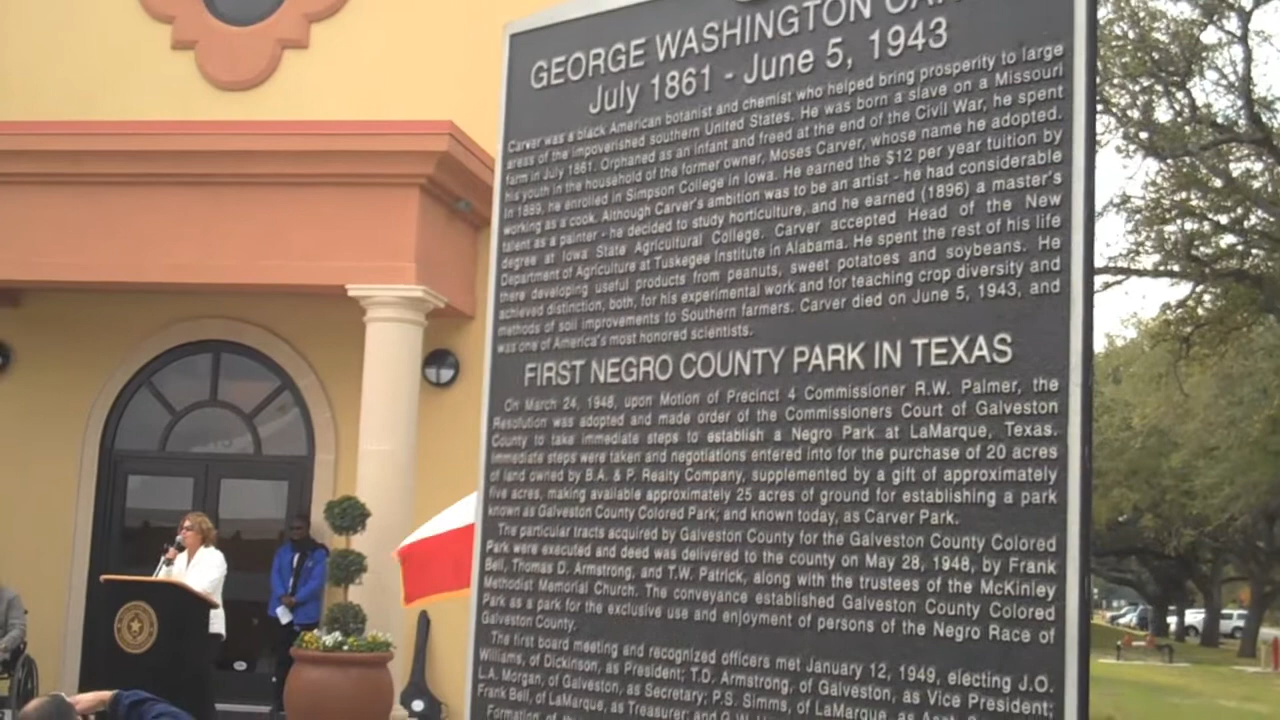 GEORGE WASHINGTON
July 1861 - June 5, 1943
Carver was a black American botanist and chemist who helped bring prosperity to large
areas of the impoverished southern United States. He was born a slave on a Missouri
farm in July 1861. Orphaned as an infant and freed at the end of the Civil War, he spent
his youth in the household of the former owner, Moses Carver, whose name he adopted.
In 1889, he enrolled in Simpson College in Iowa. He earned the $12 per year tuition by
working as a cook. Although Carver's ambition was to be an artist - he had considerable
talent as a painter - he decided to study horticulture, and he earned (1896) a master's
degree at Iowa State Agricultural College. Carver accepted Head of the New
Department of Agriculture at Tuskegee Institute in Alabama. He spent the rest of his life
there developing useful products from peanuts, sweet potatoes and soybeans. He
achieved distinction, both, for his experimental work and for teaching crop diversity and
methods of soil improvements to Southern farmers. Carver died on June 5, 1943, and
was one of America's most honored scientists.
FIRST NEGRO COUNTY PARK IN TEXAS
On March 24, 1948, upon Motion of Precinct 4 Commissioner R.W. Palmer, the
Resolution was adopted and made order of the Commissioners Court of Galveston
County to take immediate steps to establish a Negro Park at LaMarque, Texas.
Immediate steps were taken and negotiations entered into for the purchase of 20 acres
of land owned by B.A. & P. Realty Company, supplemented by a gift of approximately
five acres, making available approximately 25 acres of ground for establishing a park
known as Galveston County Colored Park; and known today, as Carver Park.
The particular tracts acquired by Galveston County for the Galveston County Colored
Park were executed and deed was delivered to the county on May 28, 1948, by Frank
Bell, Thomas D. Armstrong, and T.W. Patrick, along with the trustees of the McKinley
Methodist Memorial Church. The conveyance established Galveston County Colored
Park as a park for the exclusive use and enjoyment of persons of the Negro Race of
Galveston County.
The first board meeting and recognized officers met January 12, 1949, electing J.O.
Williams, of Dickinson, as President; T.D. Armstrong, of Galveston, as Vice President;
L.A. Morgan, of Galveston, as Secretary; P.S. Simms, of LaMarque, as Asst.
Frank Bell, of LaMarque, as Treasurer; and G.W.
Formation of